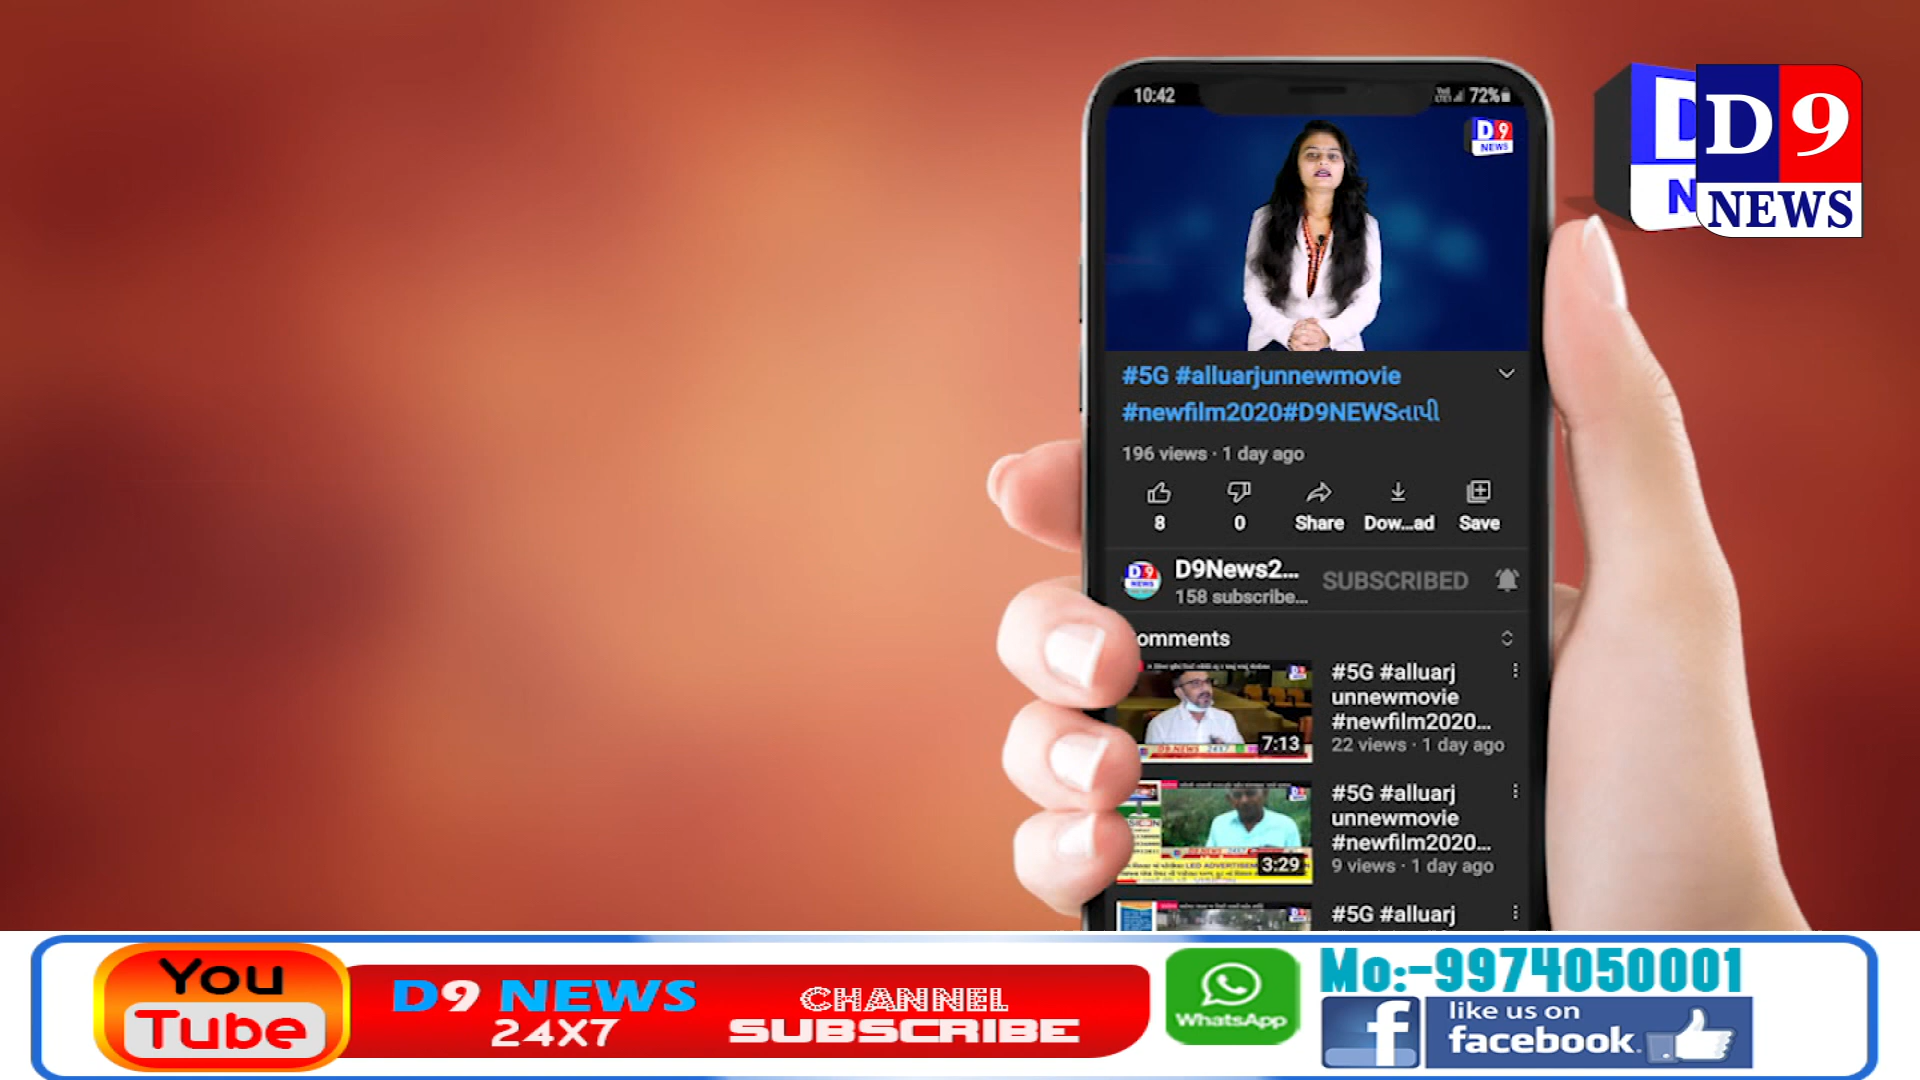 10:42
72%
D9
NEWS
D
N
D9
NEWS
#5G #alluarjunnewmovie
#newfilm2020#D9NEWSતાપી
196 views · 1 day ago
8
0
Share
Dow...ad
Save
D9News2...
SUBSCRIBED
158 subscribe...
omments
#5G #alluarj
unnewmovie
#newfilm2020...
22 views · 1 day ago
7:13
#5G #alluarj
unnewmovie
#newfilm2020...
9 views · 1 day ago
3:29
#5G #alluarj
You
Tube
D9 NEWS
24X7
CHANNEL
SUBSCRIBE
WhatsApp
Mo:-9974050001
f
like us on
facebook.